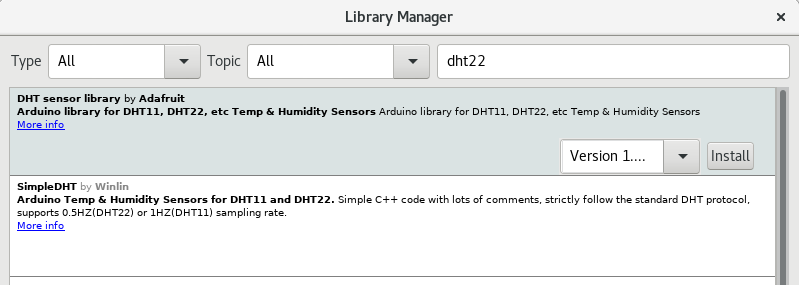 Library Manager ×
Type All Topic All dht22
DHT sensor library by Adafruit
Arduino library for DHT11, DHT22, etc Temp & Humidity Sensors Arduino library for DHT11, DHT22, etc Temp & Humidity Sensors
More info
Version 1.... Install
SimpleDHT by Winlin
Arduino Temp & Humidity Sensors for DHT11 and DHT22. Simple C++ code with lots of comments, strictly follow the standard DHT protocol,
supports 0.5HZ(DHT22) or 1HZ(DHT11) sampling rate.
More info